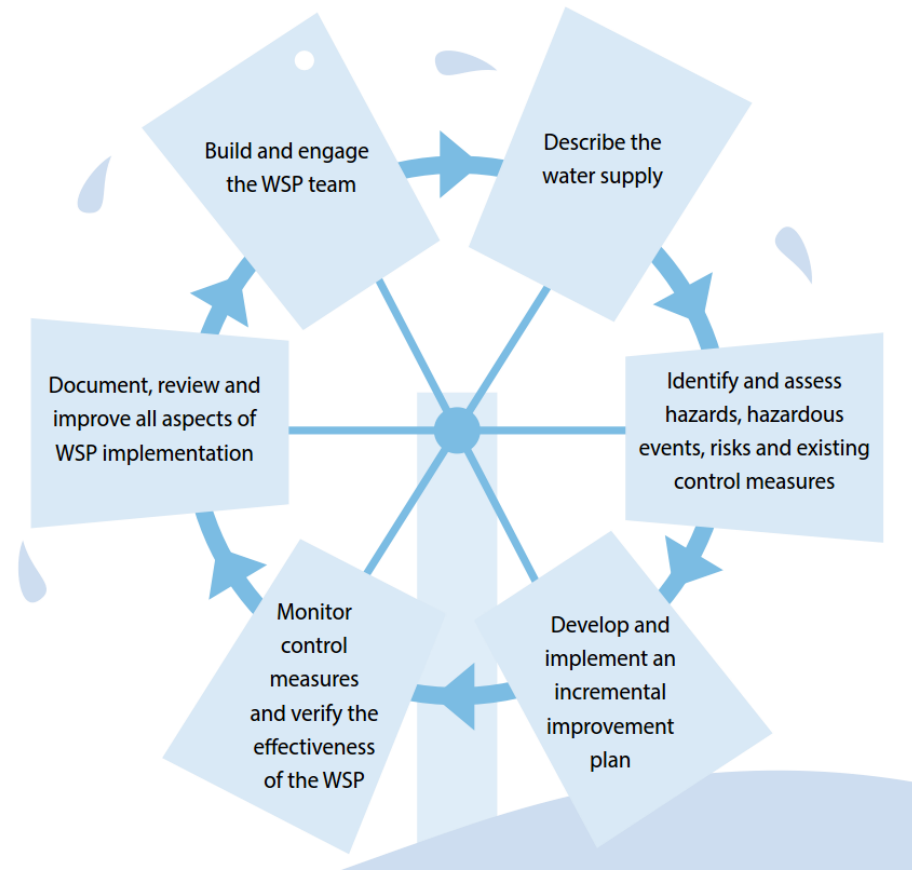 Build and engage
the WSP team
Describe the
water supply
Identify and assess
hazards, hazardous
events, risks and existing
control measures
Develop and
implement an
incremental
improvement
plan
Monitor
control
measures
and verify the
effectiveness
of the WSP
Document, review and
improve all aspects of
WSP implementation